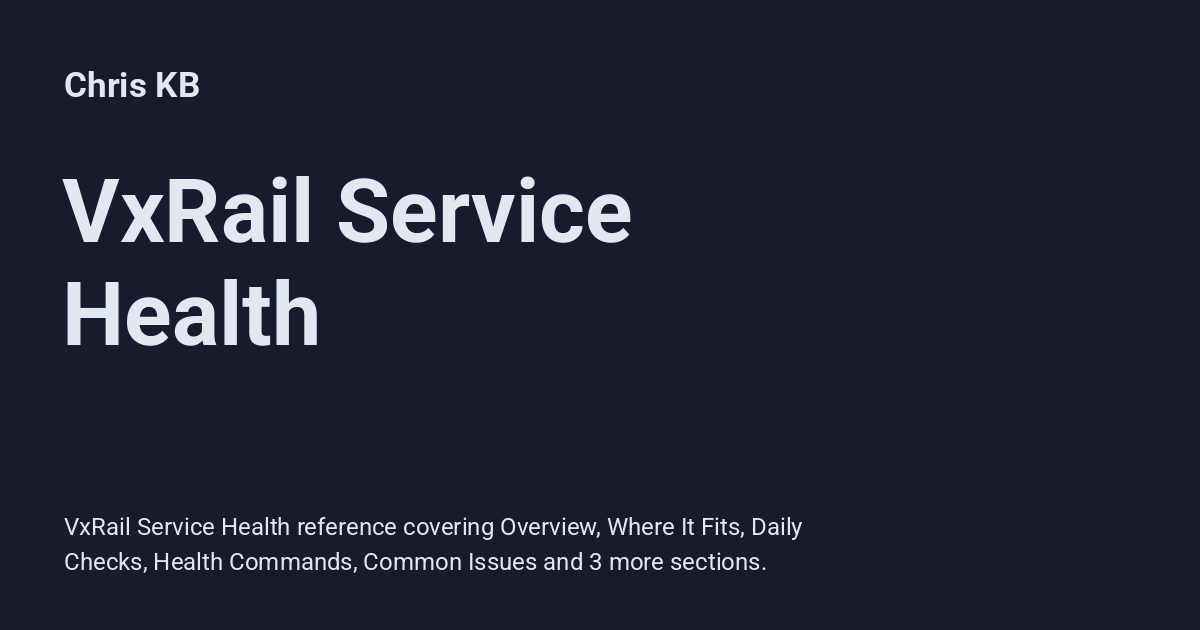 Chris KB
VxRail Service
Health
VxRail Service Health reference covering Overview, Where It Fits, Daily
Checks, Health Commands, Common Issues and 3 more sections.